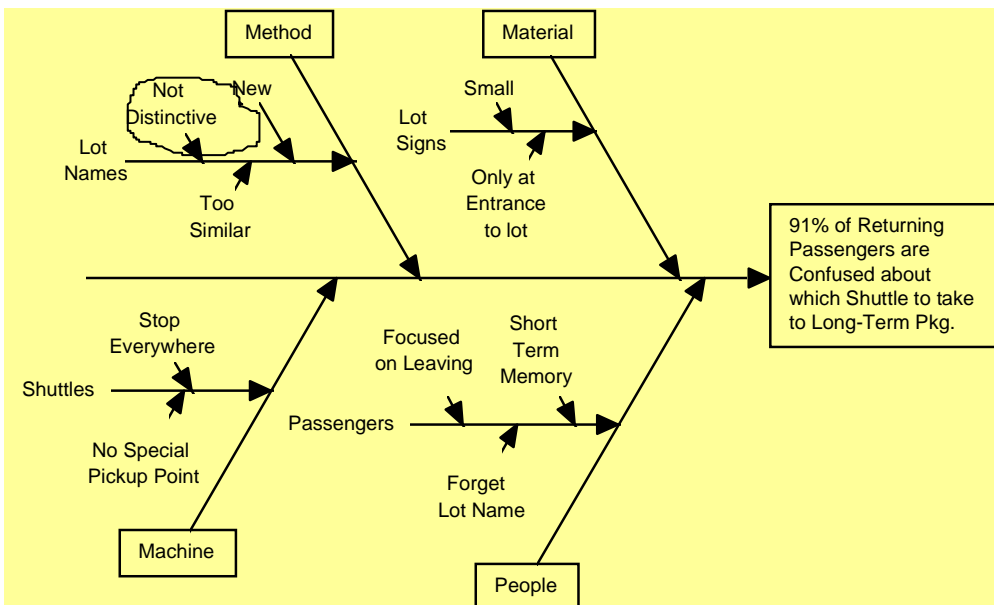 Method
Material
Not
Distinctive
New
Lot
Names
Too
Similar
Small
Lot
Signs
Only at
Entrance
to lot
91% of Returning
Passengers are
Confused about
which Shuttle to take
to Long-Term Pkg.
Stop
Everywhere
Shuttles
No Special
Pickup Point
Focused
on Leaving
Short
Term
Memory
Passengers
Forget
Lot Name
Machine
People